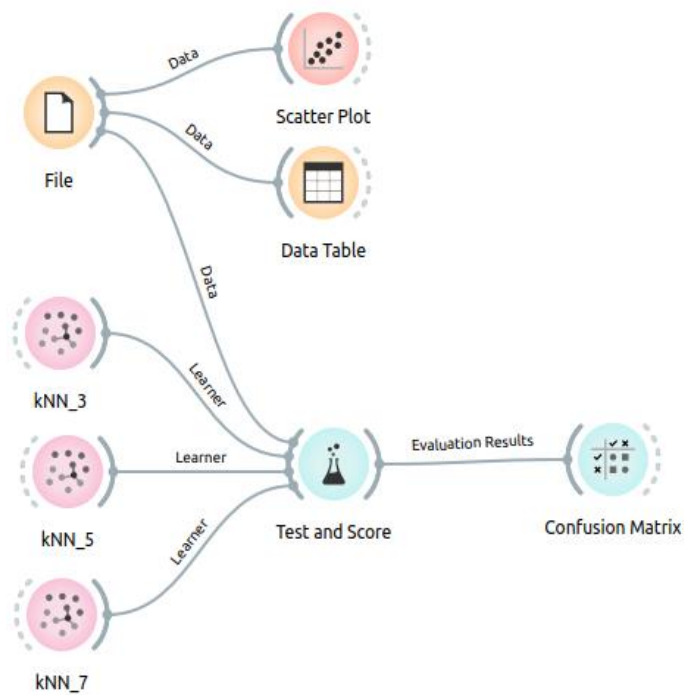 Data
Scatter Plot
File
Data
Data Table
Data
kNN_3
Learner
Learner
Evaluation Results
kNN_5
Test and Score
Confusion Matrix
Learner
kNN_7